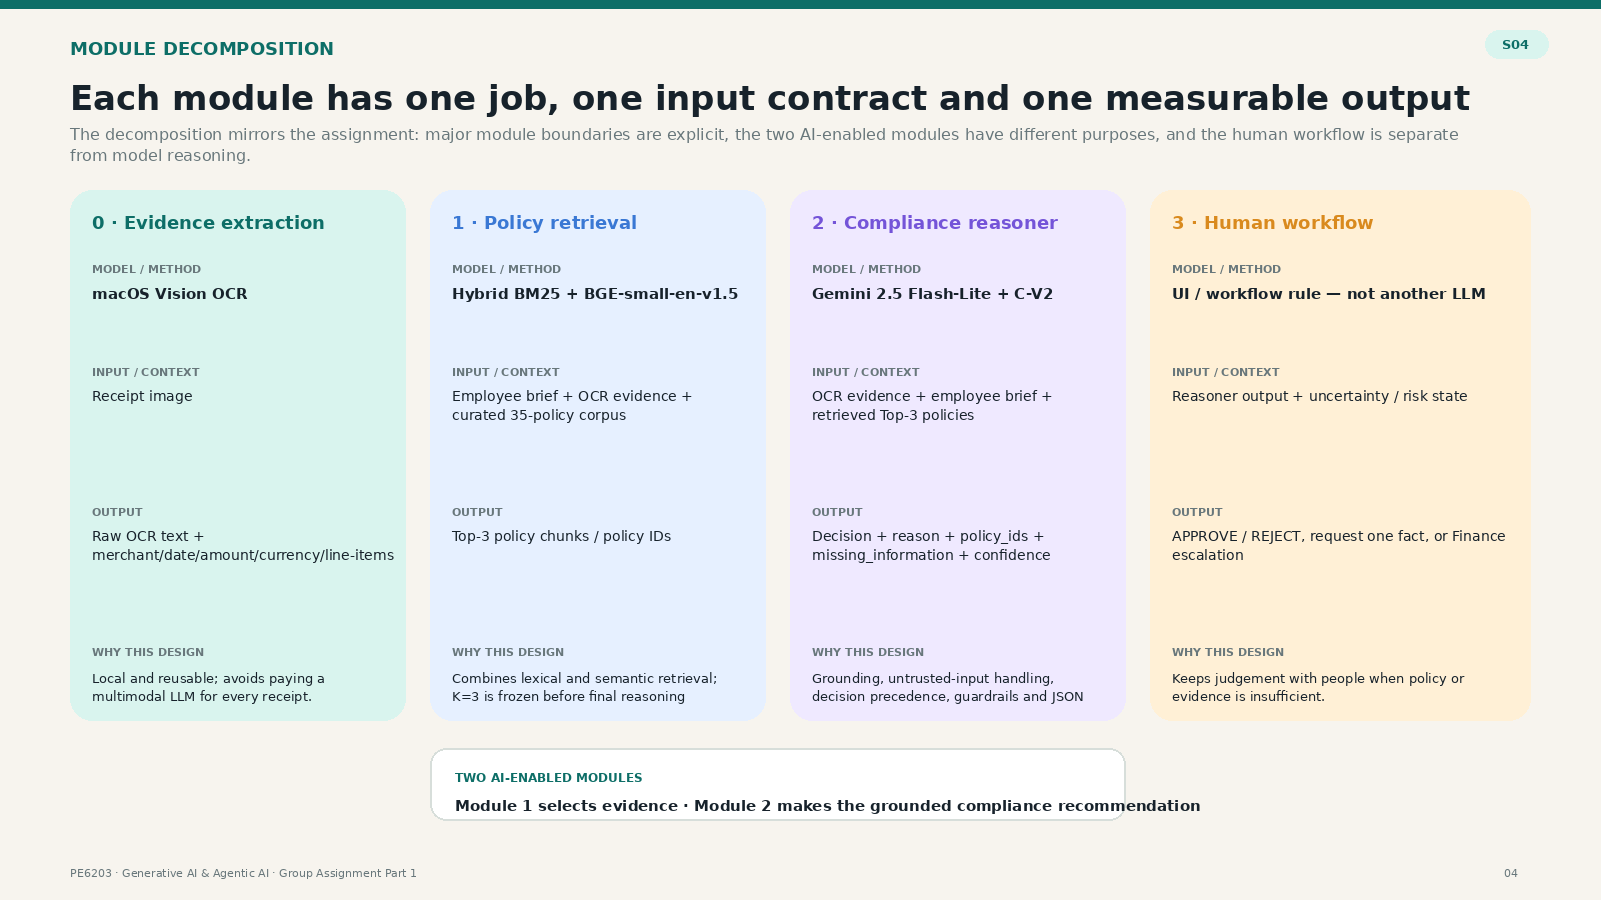 MODULE DECOMPOSITION
S04
Each module has one job, one input contract and one measurable output
The decomposition mirrors the assignment: major module boundaries are explicit, the two AI-enabled modules have different purposes, and the human workflow is separate
from model reasoning.
0 · Evidence extraction
MODEL / METHOD
macOS Vision OCR
INPUT / CONTEXT
Receipt image
OUTPUT
Raw OCR text +
merchant/date/amount/currency/line-items
WHY THIS DESIGN
Local and reusable; avoids paying a
multimodal LLM for every receipt.
1 · Policy retrieval
MODEL / METHOD
Hybrid BM25 + BGE-small-en-v1.5
INPUT / CONTEXT
Employee brief + OCR evidence +
curated 35-policy corpus
OUTPUT
Top-3 policy chunks / policy IDs
WHY THIS DESIGN
Combines lexical and semantic retrieval;
K=3 is frozen before final reasoning
2 · Compliance reasoner
MODEL / METHOD
Gemini 2.5 Flash-Lite + C-V2
INPUT / CONTEXT
OCR evidence + employee brief +
retrieved Top-3 policies
OUTPUT
Decision + reason + policy_ids +
missing_information + confidence
WHY THIS DESIGN
Grounding, untrusted-input handling,
decision precedence, guardrails and JSON
3 · Human workflow
MODEL / METHOD
UI / workflow rule — not another LLM
INPUT / CONTEXT
Reasoner output + uncertainty / risk state
OUTPUT
APPROVE / REJECT, request one fact, or Finance
escalation
WHY THIS DESIGN
Keeps judgement with people when policy or
evidence is insufficient.
TWO AI-ENABLED MODULES
Module 1 selects evidence · Module 2 makes the grounded compliance recommendation
PE6203 · Generative AI & Agentic AI · Group Assignment Part 1
04